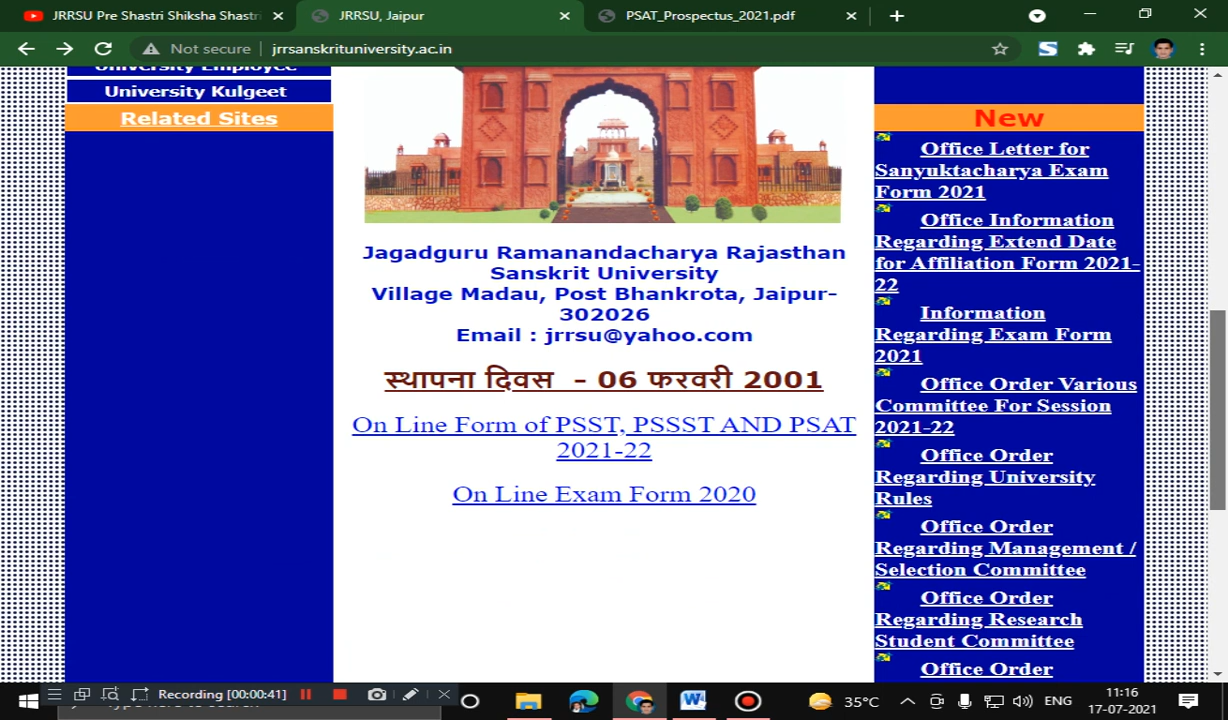 JRRSU Pre Shastri Shiksha Shastri
JRRSU, Jaipur
PSAT_Prospectus_2021.pdf
Not secure
jrrsanskrituniversity.ac.in
University Employee
University Kulgeet
Related Sites
Jagadguru Ramanandacharya Rajasthan
Sanskrit University
Village Madau, Post Bhankrota, Jaipur-
302026
Email : jrrsu@yahoo.com
स्थापना दिवस - 06 फरवरी 2001
On Line Form of PSST, PSSST AND PSAT
2021-22
On Line Exam Form 2020
New
Office Letter for
Sanyuktacharya Exam
Form 2021
Office Information
Regarding Extend Date
for Affiliation Form 2021-
22
Information
Regarding Exam Form
2021
Office Order Various
Committee For Session
2021-22
Office Order
Regarding University
Rules
Office Order
Regarding Management /
Selection Committee
Office Order
Regarding Research
Student Committee
Office Order
Recording [00:00:41]
35°C
ENG
11:16
17-07-2021